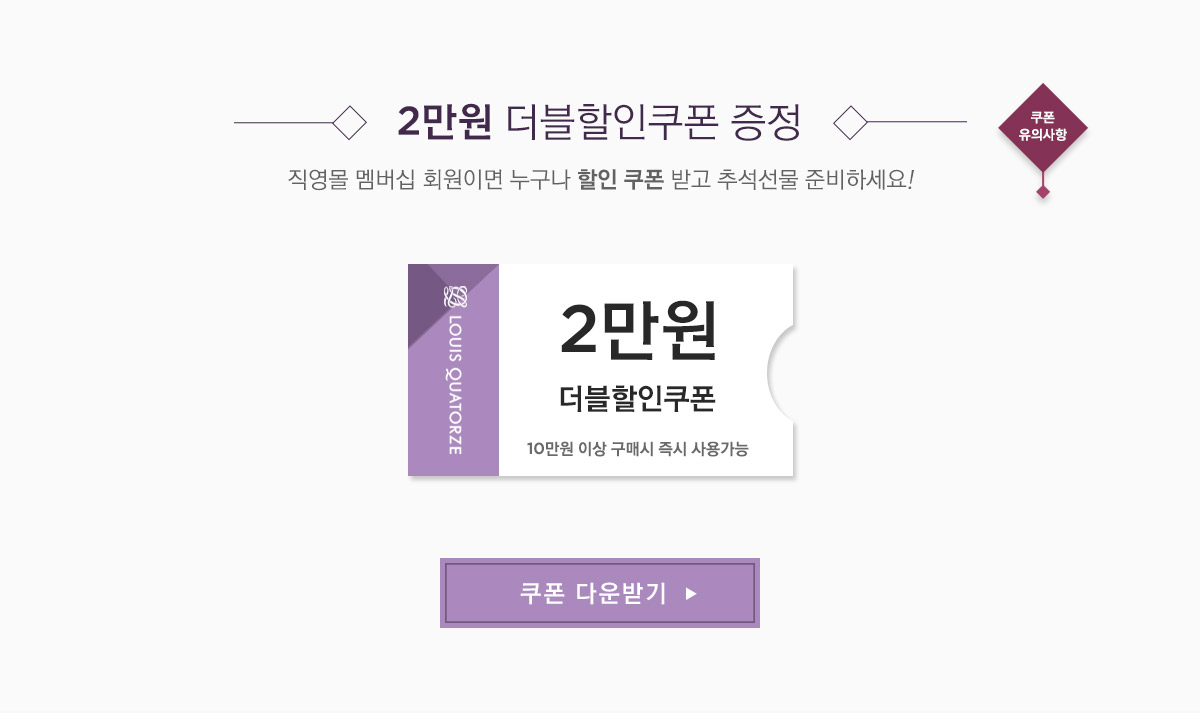 2만원 더블할인쿠폰 증정
쿠폰
유의사항
직영몰 멤버십 회원이면 누구나 할인 쿠폰 받고 추석선물 준비하세요!
LOUIS QUATORZE
2만원
더블할인쿠폰
10만원 이상 구매시 즉시 사용가능
쿠폰 다운받기